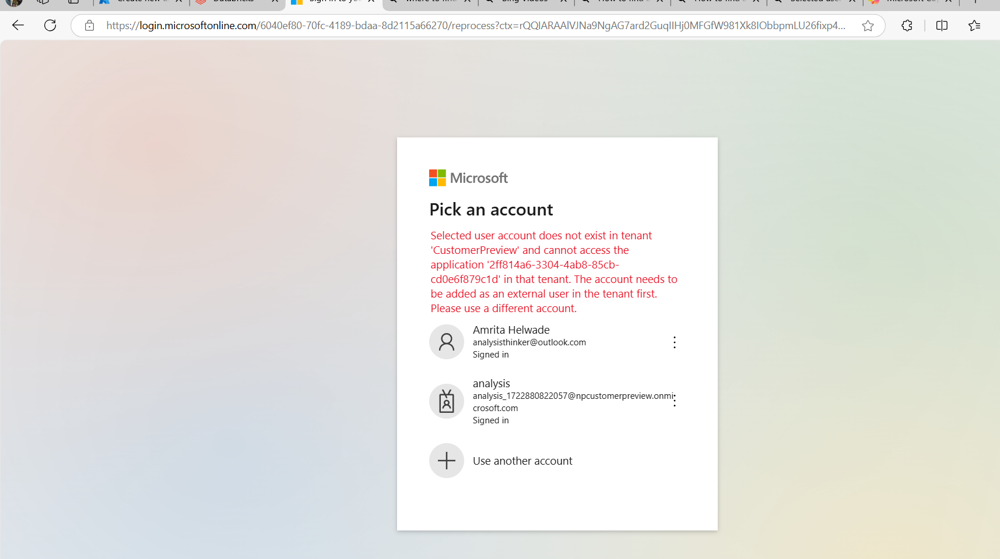 https://login.microsoftonline.com/6040ef80-70fc-4189-bdaa-8d2115a66270/reprocess?ctx=rQQIARAAlVJNa9NgAG7ard2GuqIIHj0MFGfW981Xk8IObbpmLU26fixp4...
Microsoft
Pick an account
Selected user account does not exist in tenant
'CustomerPreview' and cannot access the
application '2ff814a6-3304-4ab8-85cb-
cd0e6f879c1d' in that tenant. The account needs to
be added as an external user in the tenant first.
Please use a different account.
Amrita Helwade
analysisthinker@outlook.com
Signed in
analysis
analysis_1722880822057@npcustomerpreview.onmi
crosoft.com
Signed in
Use another account